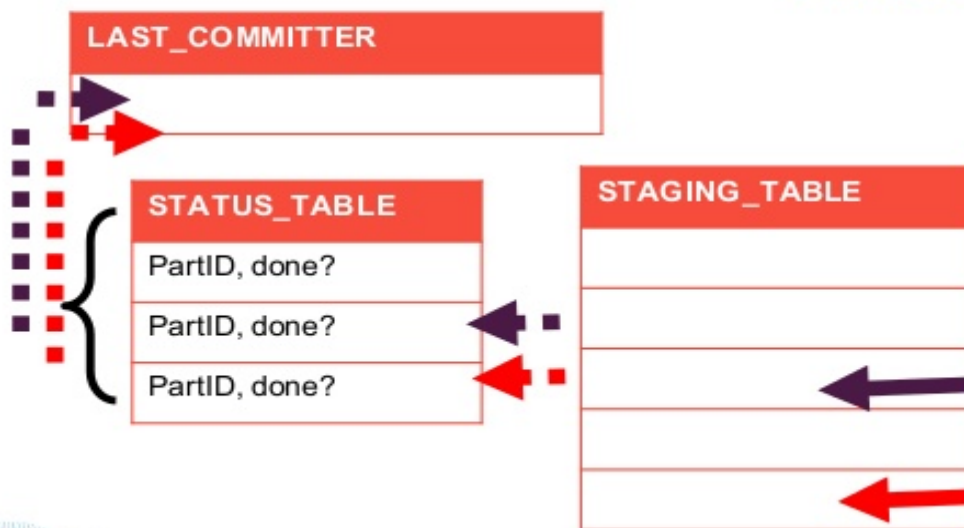 LAST_COMMITTER
STATUS_TABLE
PartID, done?
PartID, done?
PartID, done?
STAGING_TABLE